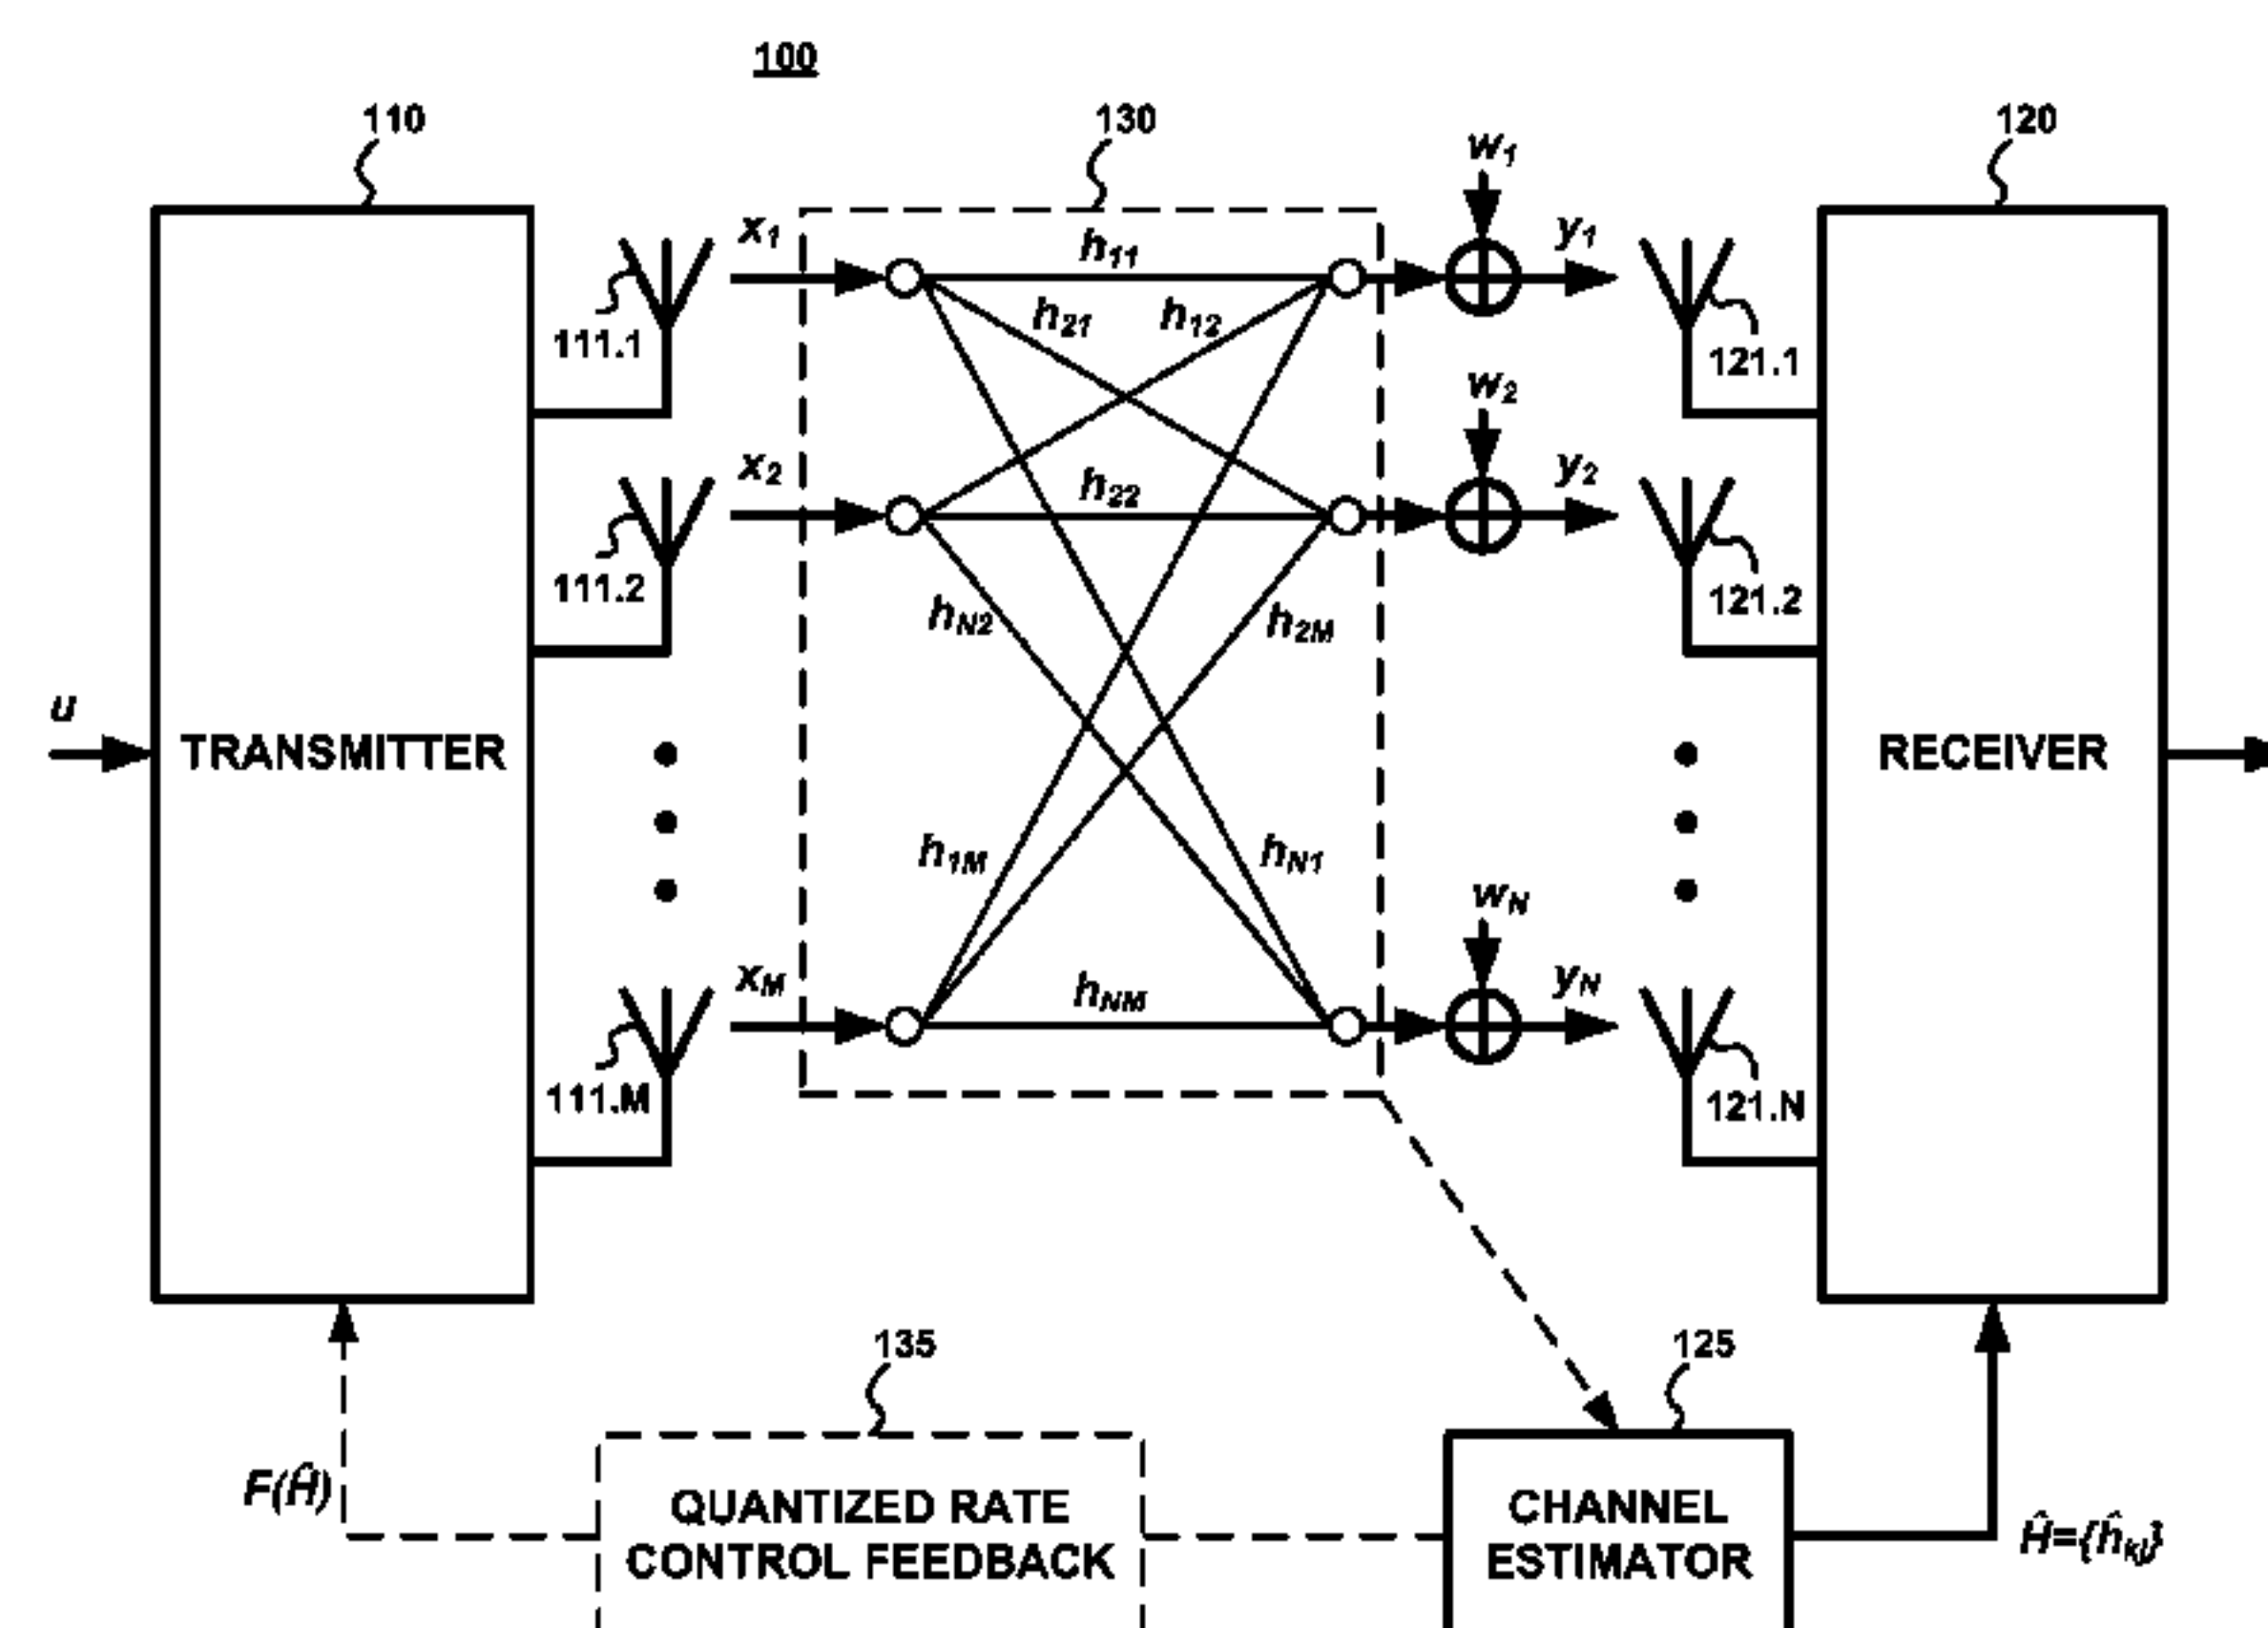 100
110
130
120
w1
x1
h11
y1
h21
h12
111.1
121.1
w2
x2
h22
y2
111.2
121.2
hN2
h2M
u
TRANSMITTER
RECEIVER
h1M
hN1
wN
xM
hNM
yN
111.M
121.N
135
125
F(Ĥ)
QUANTIZED RATE
CONTROL FEEDBACK
CHANNEL
ESTIMATOR
Ĥ={ĥkj}